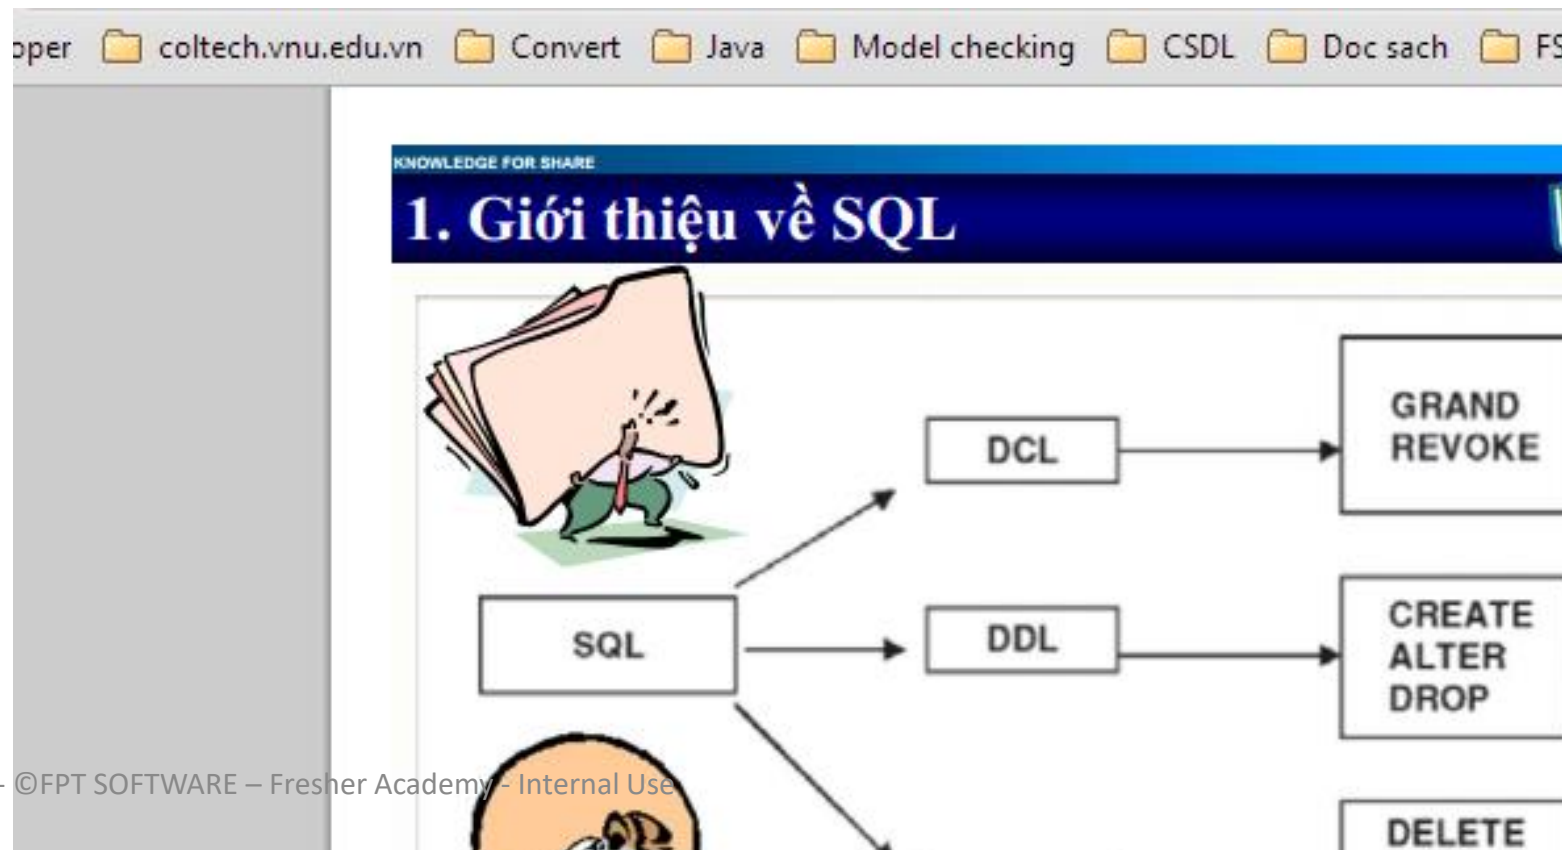 oper coltech.vnu.edu.vn Convert Java Model checking CSDL Doc sach FS
KNOWLEDGE FOR SHARE
1. Giới thiệu về SQL
GRAND
REVOKE
DCL
SQL
DDL
CREATE
ALTER
DROP
- ©FPT SOFTWARE – Fresher Academy - Internal Use
DELETE